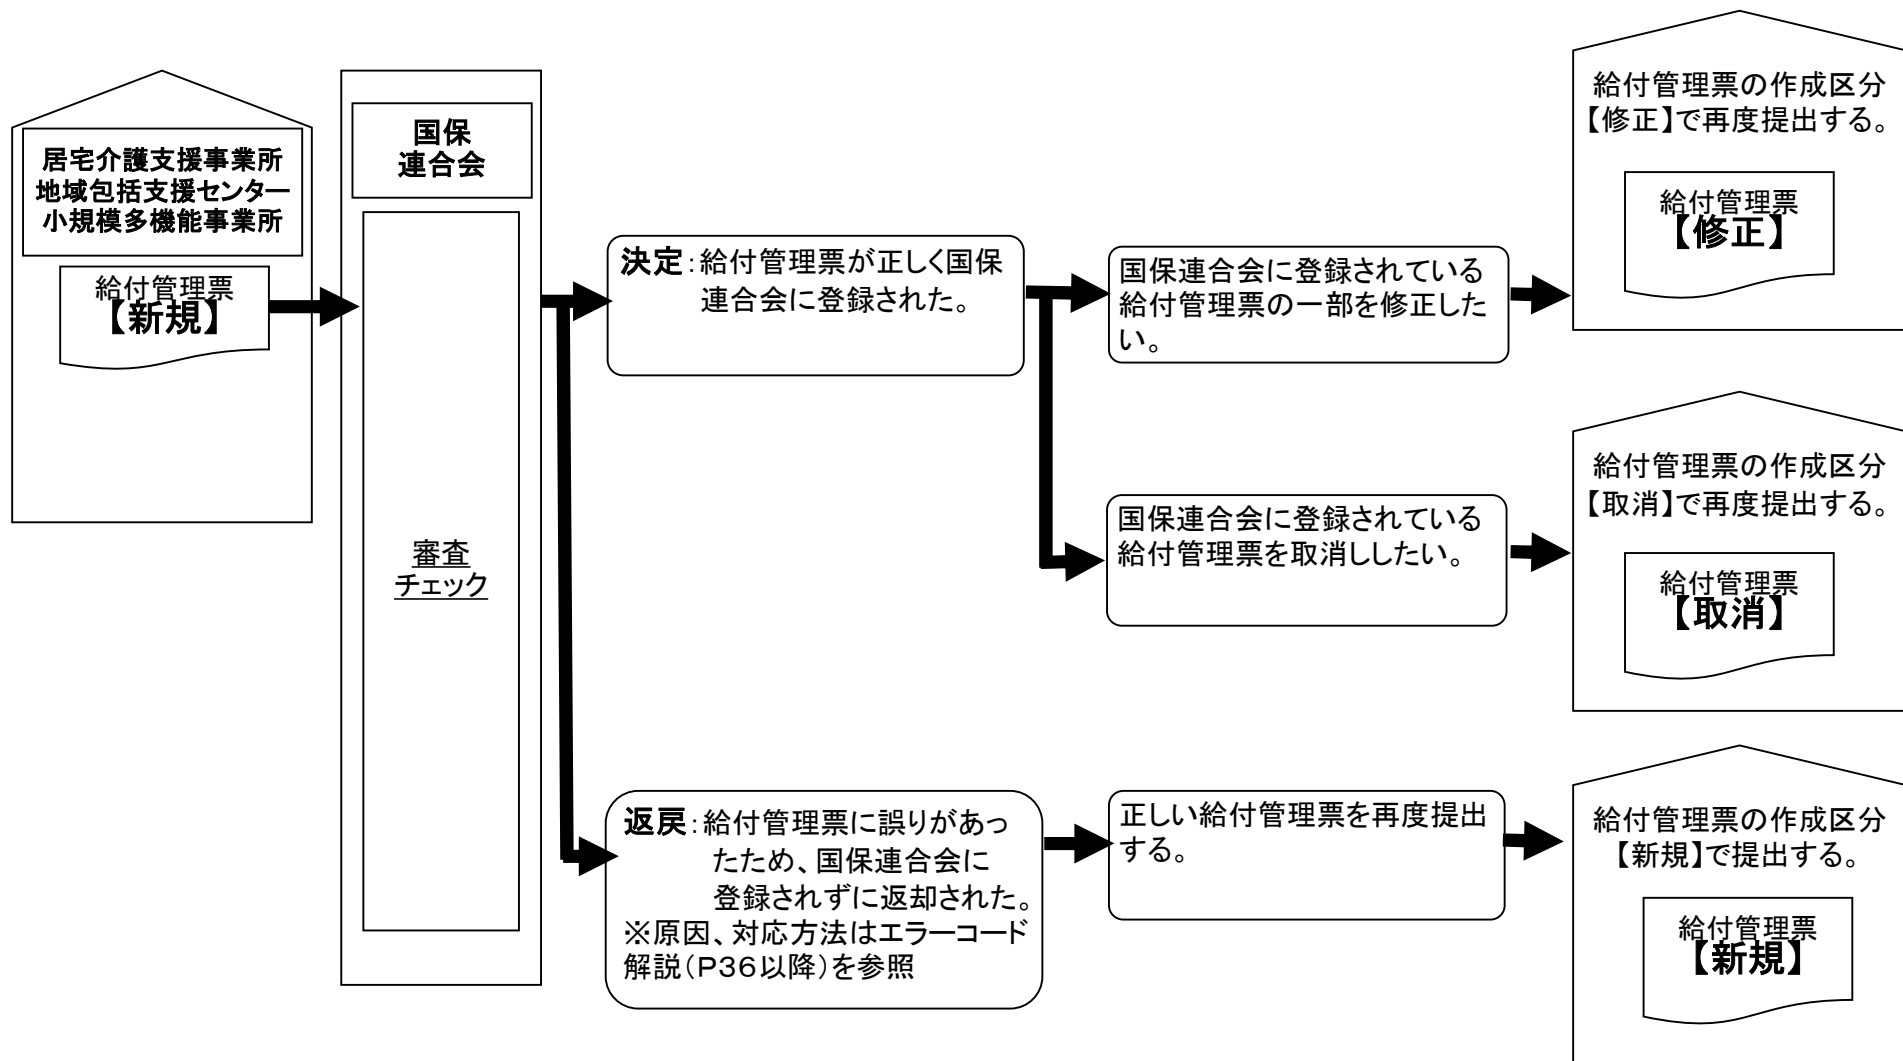 居宅介護支援事業所
地域包括支援センター
小規模多機能事業所
給付管理票
【新規】
国保
連合会
審査
チェック
決定:給付管理票が正しく国保
連合会に登録された。
国保連合会に登録されている
給付管理票の一部を修正した
い。
給付管理票の作成区分
【修正】で再度提出する。
給付管理票
【修正】
国保連合会に登録されている
給付管理票を取消ししたい。
給付管理票の作成区分
【取消】で再度提出する。
給付管理票
【取消】
返戻:給付管理票に誤りがあっ
たため、国保連合会に
登録されずに返却された。
※原因、対応方法はエラーコード
解説(P36以降)を参照
正しい給付管理票を再度提出
する。
給付管理票の作成区分
【新規】で提出する。
給付管理票
【新規】